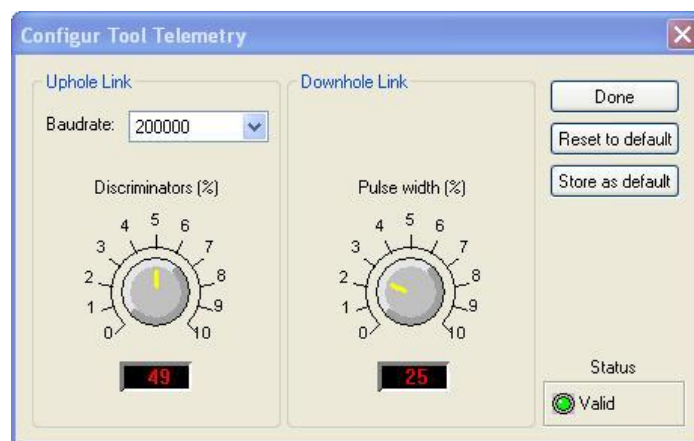 Configur Tool Telemetry
Uphole Link
Baudrate: 200000
Discriminators (%)
0 1 2 3 4 5 6 7 8 9 10
49
Downhole Link
Pulse width (%)
0 1 2 3 4 5 6 7 8 9 10
25
Done
Reset to default
Store as default
Status
Valid